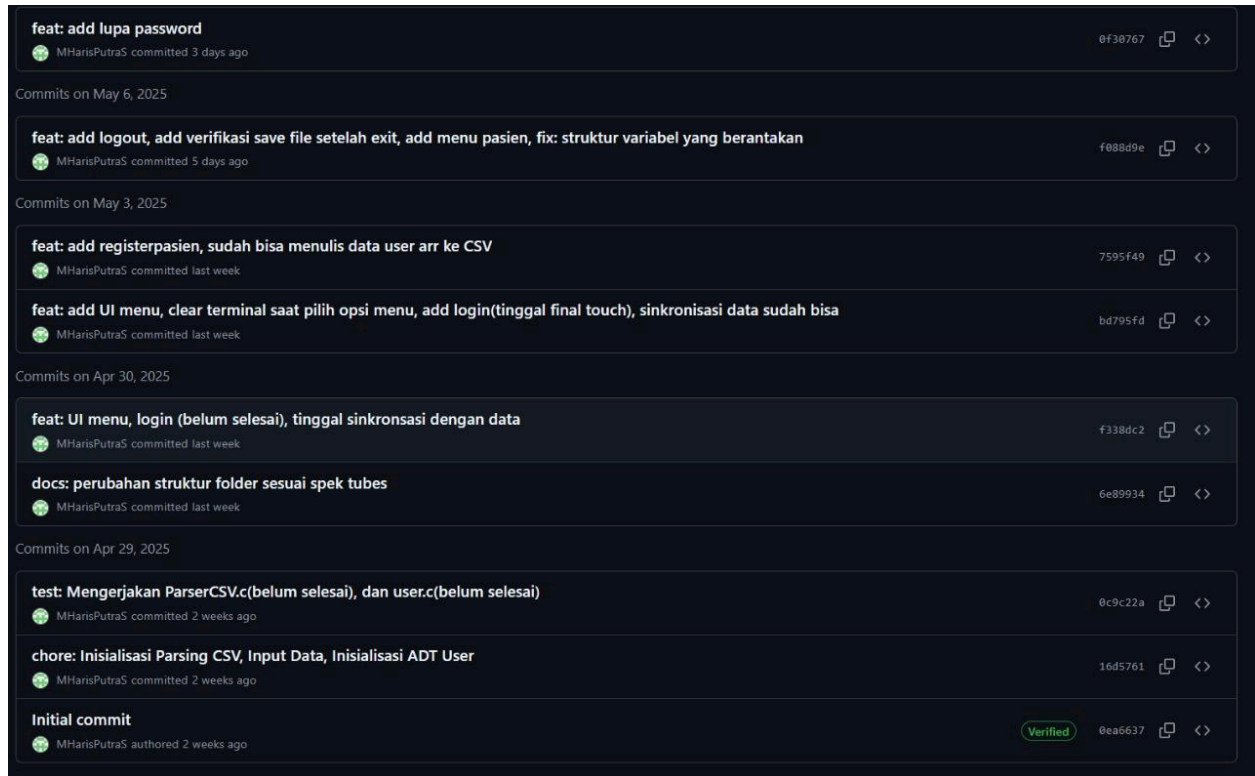 feat: add lupa password
MHarisPutraS committed 3 days ago
0f30767
Commits on May 6, 2025
feat: add logout, add verifikasi save file setelah exit, add menu pasien, fix: struktur variabel yang berantakan
MHarisPutraS committed 5 days ago
f088d9e
Commits on May 3, 2025
feat: add registerpasien, sudah bisa menulis data user arr ke CSV
MHarisPutraS committed last week
7595f49
feat: add UI menu, clear terminal saat pilih opsi menu, add login(tinggal final touch), sinkronisasi data sudah bisa
MHarisPutraS committed last week
bd795fd
Commits on Apr 30, 2025
feat: UI menu, login (belum selesai), tinggal sinkronsasi dengan data
MHarisPutraS committed last week
f338dc2
docs: perubahan struktur folder sesuai spek tubes
MHarisPutraS committed last week
6e89934
Commits on Apr 29, 2025
test: Mengerjakan ParserCSV.c(belum selesai), dan user.c(belum selesai)
MHarisPutraS committed 2 weeks ago
0c9c22a
chore: Inisialisasi Parsing CSV, Input Data, Inisialisasi ADT User
MHarisPutraS committed 2 weeks ago
16d5761
Initial commit
MHarisPutraS authored 2 weeks ago
Verified
0ea6637